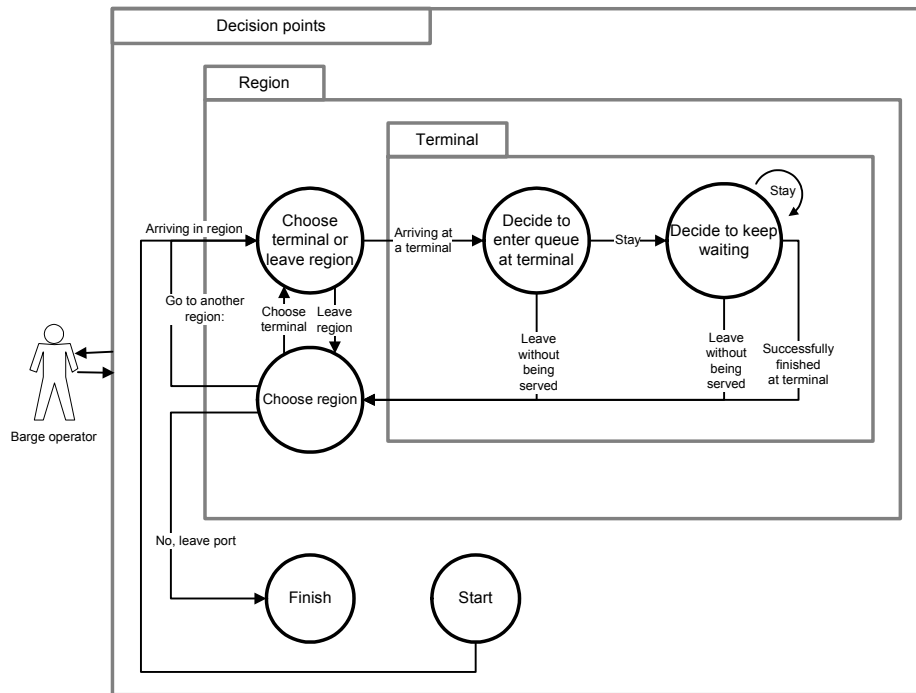 Decision points
Region
Terminal
Stay
Arriving in region
Choose
terminal or
leave region
Arriving at
a terminal
Decide to
enter queue
at terminal
Stay
Decide to keep
waiting
Go to another
region:
Choose
terminal
Leave
region
Leave
without
being
served
Leave
without
being
served
Successfully
finished
at terminal
Choose region
Barge operator
No, leave port
Finish
Start